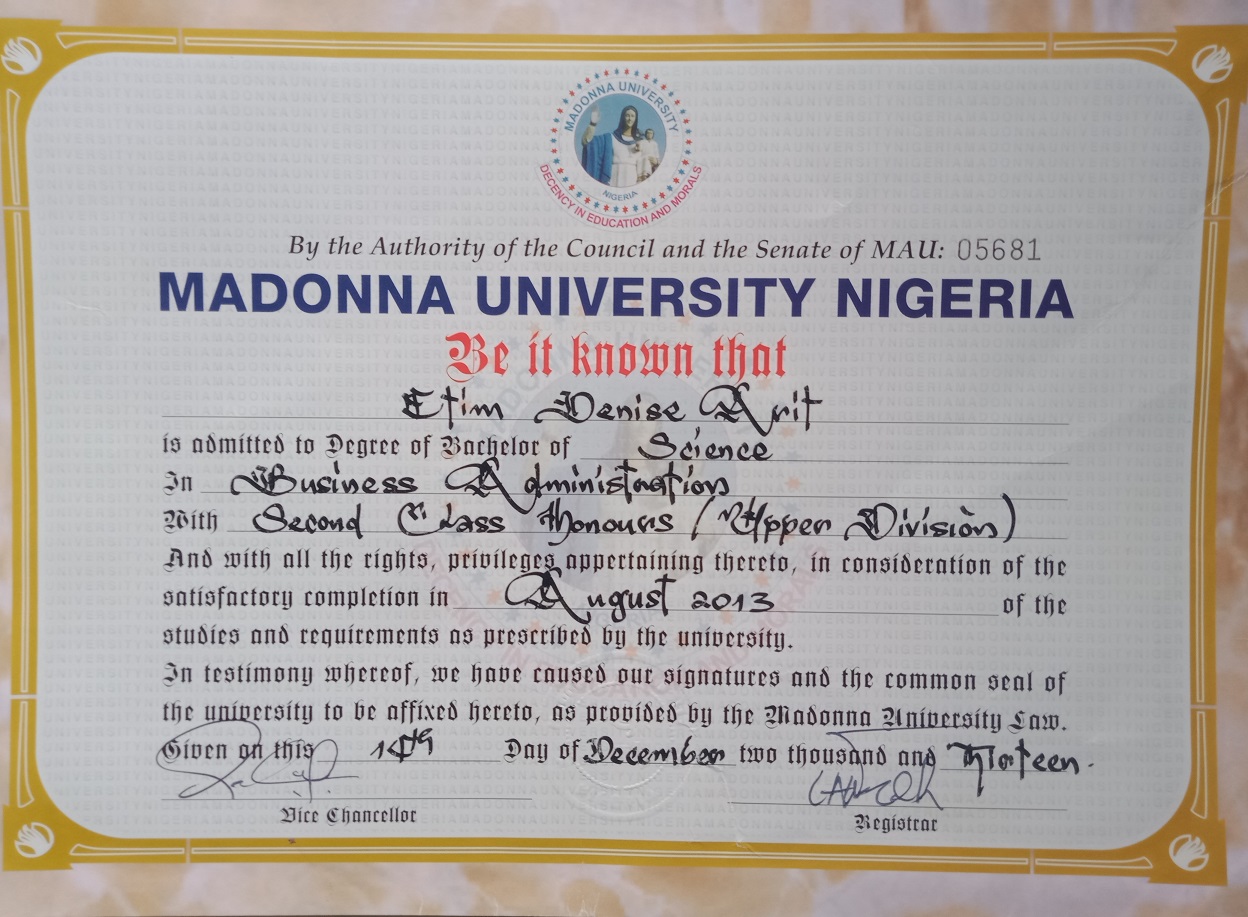 MADONNA UNIVERSITY
NIGERIA
DECENCY IN EDUCATION AND MORALS
By the Authority of the Council and the Senate of MAU: 05681
MADONNA UNIVERSITY NIGERIA
Be it known that
Etim Denise Arit
is admitted to Degree of Bachelor of Science
In Business Administration
With Second Class Honours (Upper Division)
And with all the rights, privileges appertaining thereto, in consideration of the
satisfactory completion in August 2013 of the
studies and requirements as prescribed by the university.
In testimony whereof, we have caused our signatures and the common seal of
the university to be affixed hereto, as provided by the Madonna University Law.
Given on this Day of December two thousand and Thirteen.
Vice Chancellor
Registrar